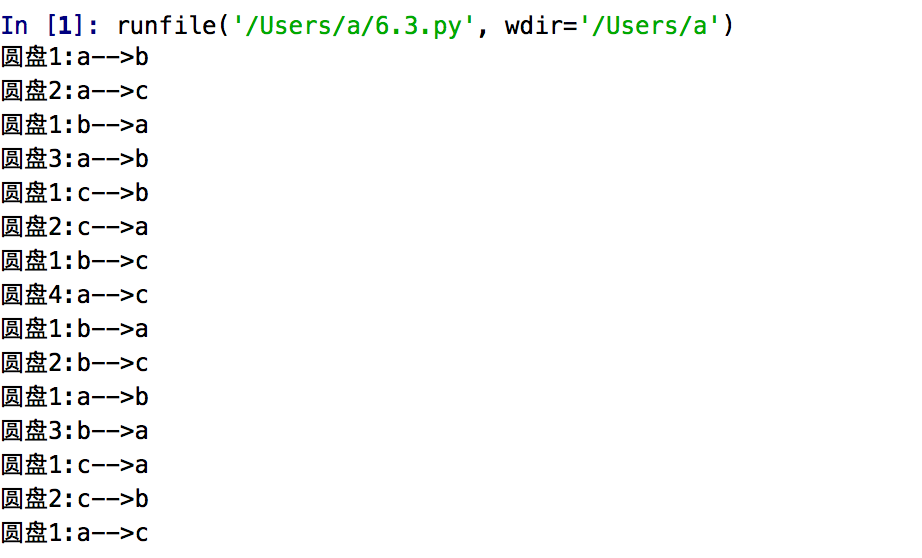 In [1]: runfile('/Users/a/6.3.py', wdir='/Users/a')
圆盘1:a-->b
圆盘2:a-->c
圆盘1:b-->a
圆盘3:a-->b
圆盘1:c-->b
圆盘2:c-->a
圆盘1:b-->c
圆盘4:a-->c
圆盘1:b-->a
圆盘2:b-->c
圆盘1:a-->b
圆盘3:b-->a
圆盘1:c-->a
圆盘2:c-->b
圆盘1:a-->c